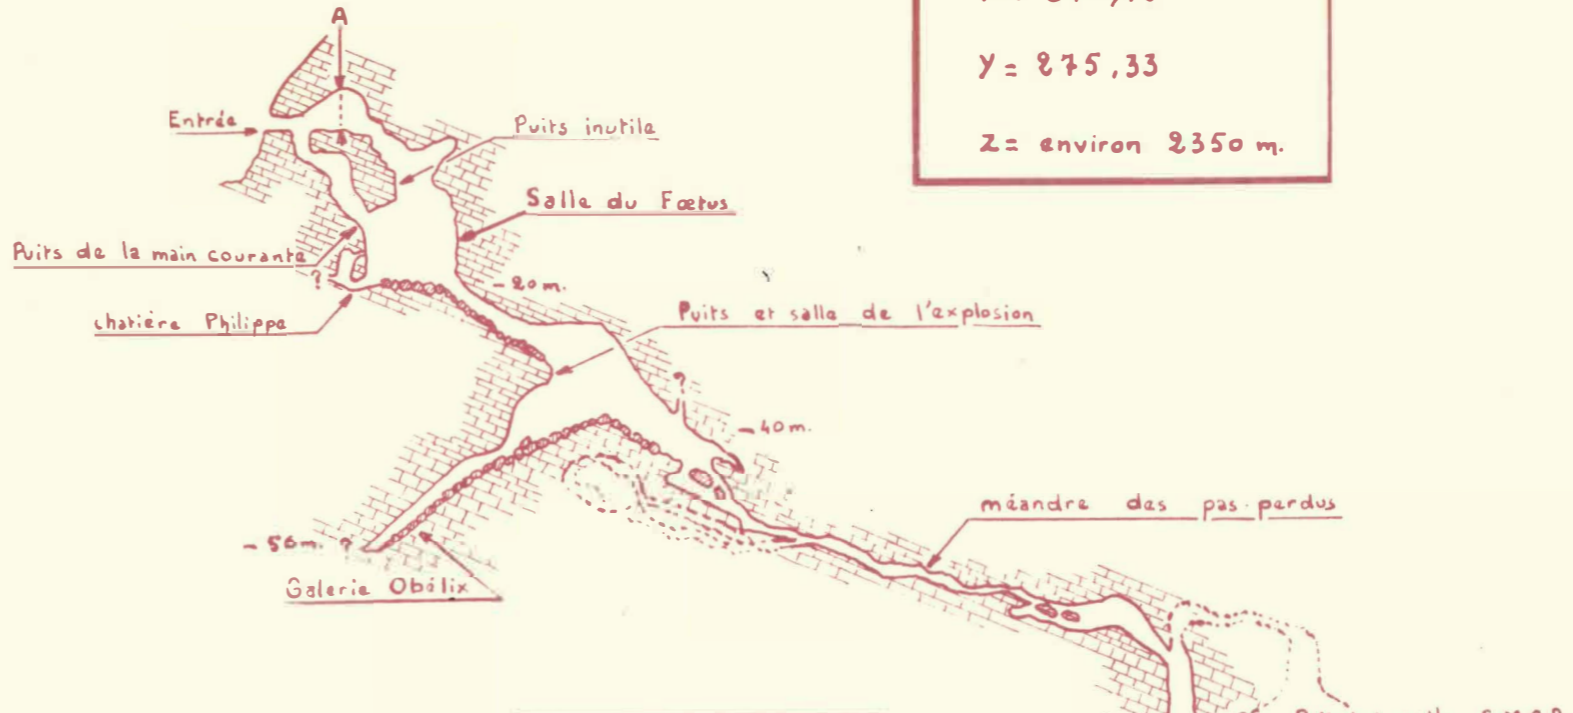 A
Y = 275,33
Entrée
Puits inutile
Z = environ 2350 m.
Salle du Fœtus
Puits de la main courante
?
- 20 m.
chatière Philippe
Puits et salle de l'explosion
?
- 40 m.
méandre des pas perdus
- 56 m. ?
Galerie Obélix